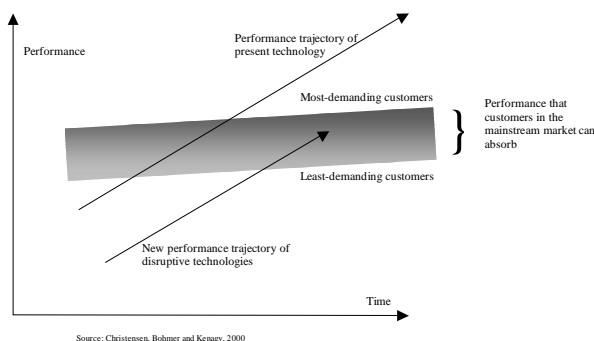 Performance
Performance trajectory of
present technology
Most-demanding customers
Performance that
customers in the
mainstream market can
absorb
Least-demanding customers
New performance trajectory of
disruptive technologies
Time
Source: Christensen, Bohmer and Kenagy, 2000